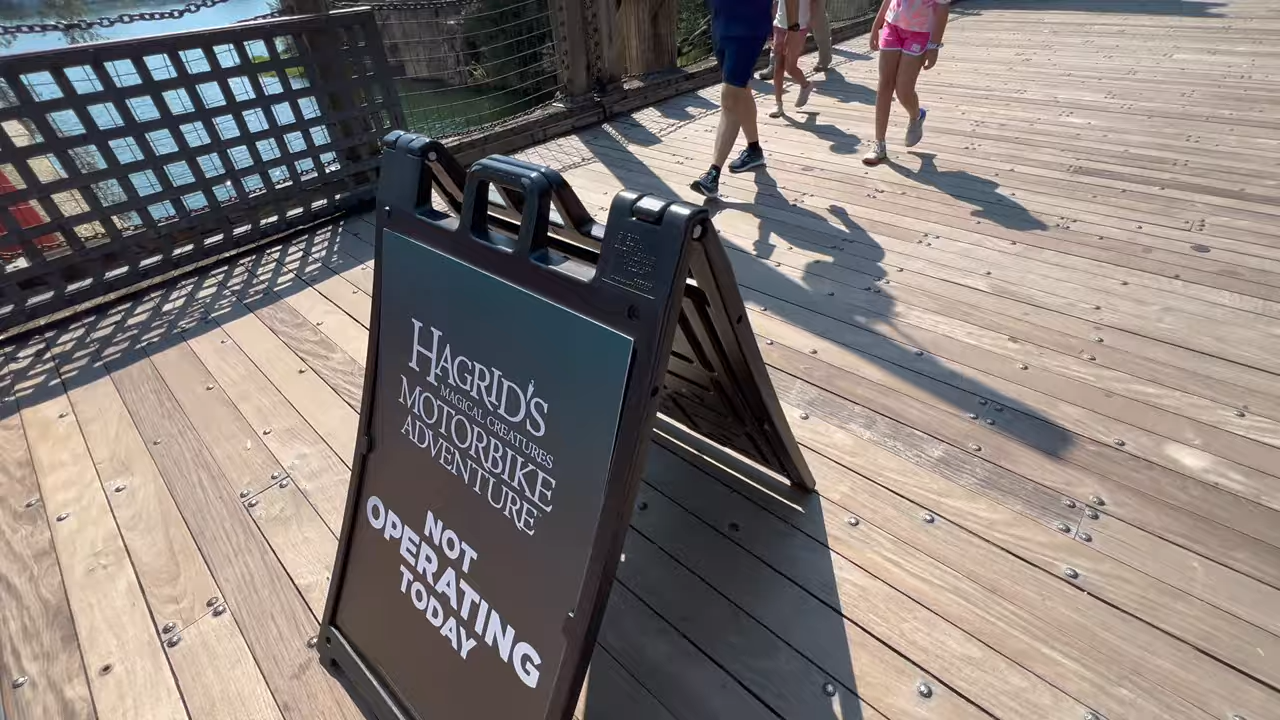 HAGRID'S
MAGICAL CREATURES
MOTORBIKE
ADVENTURE
NOT
OPERATING
TODAY